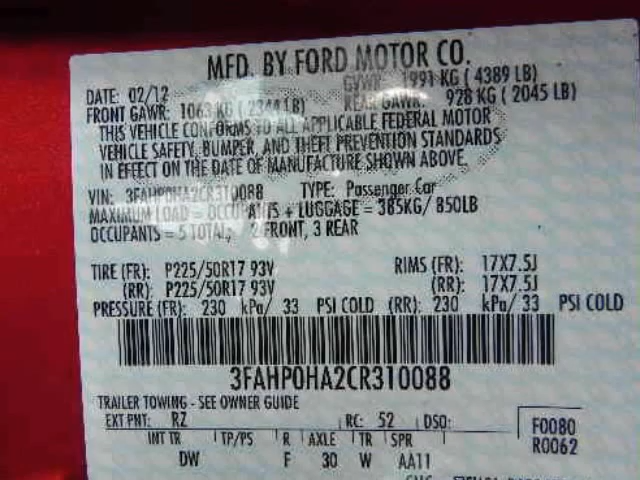 MFD. BY FORD MOTOR CO.
DATE: 02/12 GVWR: 1991 KG ( 4389 LB)
FRONT GAWR: 1063 KG ( 2344 LB) REAR GAWR: 928 KG ( 2045 LB)
THIS VEHICLE CONFORMS TO ALL APPLICABLE FEDERAL MOTOR
VEHICLE SAFETY, BUMPER, AND THEFT PREVENTION STANDARDS
IN EFFECT ON THE DATE OF MANUFACTURE SHOWN ABOVE.
VIN: 3FAHP0HA2CR310088 TYPE: Passenger Car
MAXIMUM LOAD = OCCUPANTS + LUGGAGE = 385KG/ 850LB
OCCUPANTS = 5 TOTAL, 2 FRONT, 3 REAR
TIRE (FR): P225/50R17 93V RIMS (FR): 17X7.5J
(RR): P225/50R17 93V (RR): 17X7.5J
PRESSURE (FR): 230 kPa/ 33 PSI COLD (RR): 230 kPa/ 33 PSI COLD
3FAHP0HA2CR310088
TRAILER TOWING - SEE OWNER GUIDE
EXT PNT: RZ RC: 52 DSO: F0080
INT TR TP/PS R AXLE TR SPR R0062
DW F 30 W AA11